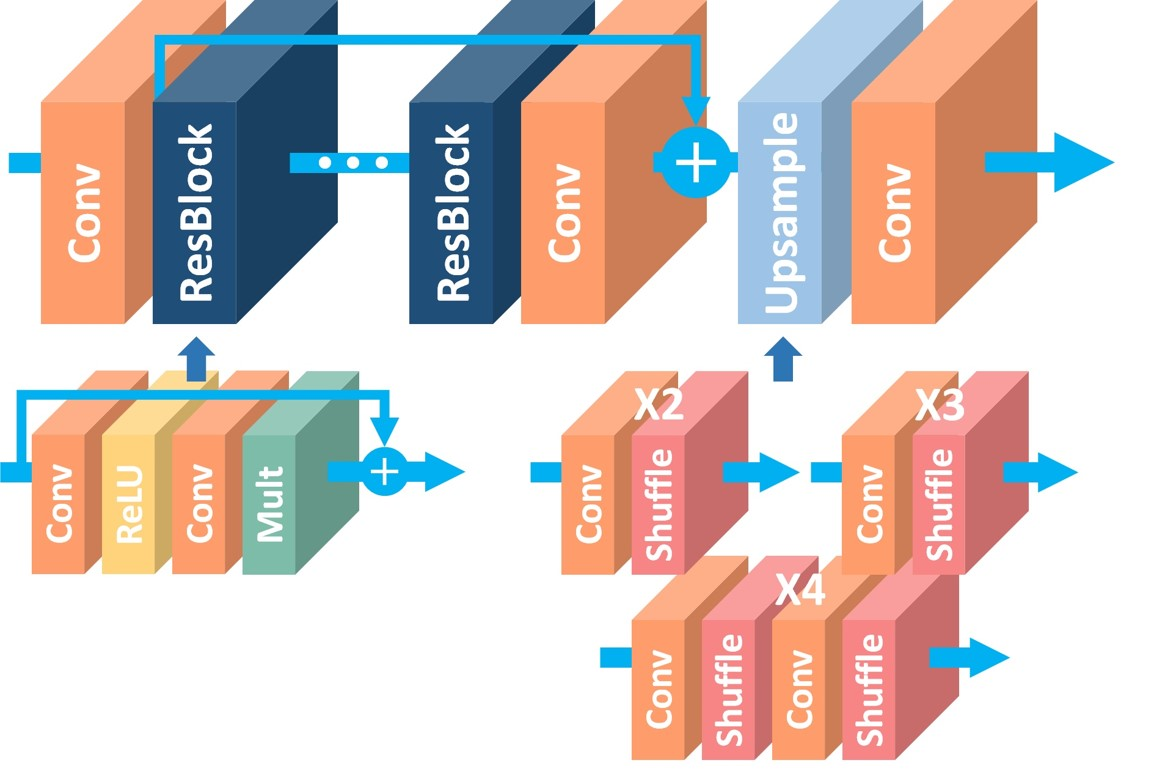 Conv
ResBlock
ResBlock
Conv
Upsample
Conv
Conv
ReLU
Conv
Mult
X2
Conv
Shuffle
X3
Conv
Shuffle
X4
Conv
Shuffle
Conv
Shuffle